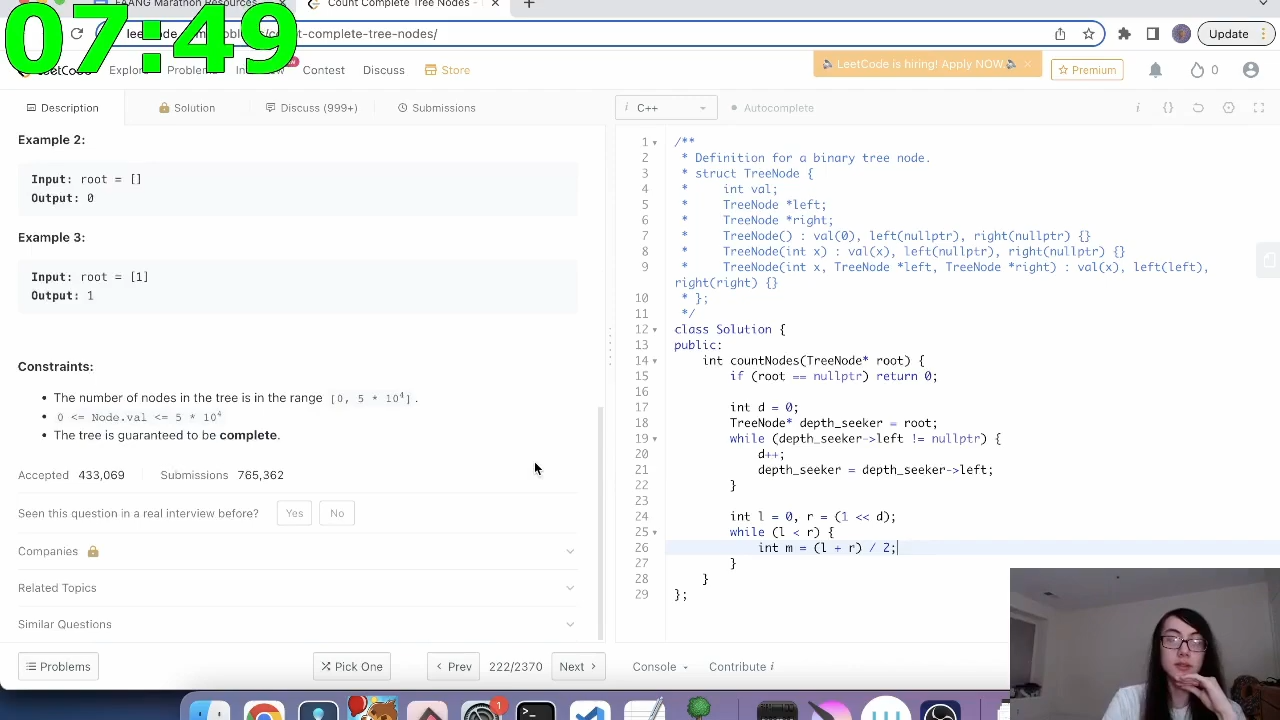 FAANG Marathon Resources
Count Complete Tree Nodes -
07:49
count-complete-tree-nodes/
Update
LeetCode
Explore
Contest
Discuss
Store
LeetCode is hiring! Apply NOW.
Premium
0
Description
Solution
Discuss (999+)
Submissions
i C++
Autocomplete
Example 2:
Input: root = []
Output: 0
Example 3:
Input: root = [1]
Output: 1
Constraints:
The number of nodes in the tree is in the range [0, 5 * 10⁴].
0 <= Node.val <= 5 * 10⁴
The tree is guaranteed to be complete.
Accepted 433,069 Submissions 765,362
Seen this question in a real interview before? Yes No
Companies
Related Topics
Similar Questions
Problems
Pick One
Prev
222/2370
Next
1 /**
2 * Definition for a binary tree node.
3 * struct TreeNode {
4 *     int val;
5 *     TreeNode *left;
6 *     TreeNode *right;
7 *     TreeNode() : val(0), left(nullptr), right(nullptr) {}
8 *     TreeNode(int x) : val(x), left(nullptr), right(nullptr) {}
9 *     TreeNode(int x, TreeNode *left, TreeNode *right) : val(x), left(left),
right(right) {}
10 * };
11 */
12 class Solution {
13 public:
14     int countNodes(TreeNode* root) {
15         if (root == nullptr) return 0;
16
17         int d = 0;
18         TreeNode* depth_seeker = root;
19         while (depth_seeker->left != nullptr) {
20             d++;
21             depth_seeker = depth_seeker->left;
22         }
23
24         int l = 0, r = (1 << d);
25         while (l < r) {
26             int m = (l + r) / 2;
27         }
28     }
29 };
Console
Contribute i
1